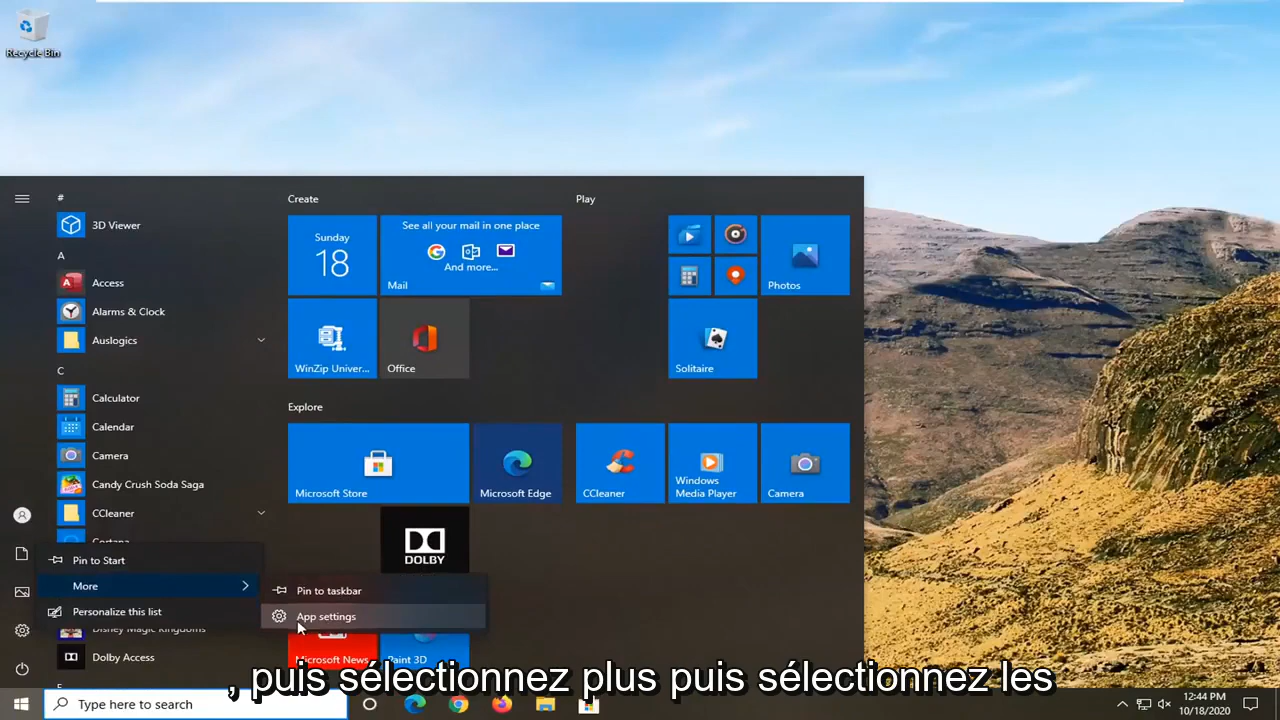 Recycle Bin
#
3D Viewer
A
Access
Alarms & Clock
Auslogics
C
Calculator
Calendar
Camera
Candy Crush Soda Saga
CCleaner
Cortana
Pin to Start
More
Personalize this list
Disney Magic Kingdoms
Dolby Access
Pin to taskbar
App settings
Create
Sunday
18
See all your mail in one place
And more...
Mail
WinZip Univer...
Office
Explore
Microsoft Store
Microsoft Edge
DOLBY
Microsoft News
Paint 3D
Play
Photos
Solitaire
CCleaner
Windows
Media Player
Camera
, puis sélectionnez plus puis sélectionnez les
Type here to search
12:44 PM
10/18/2020